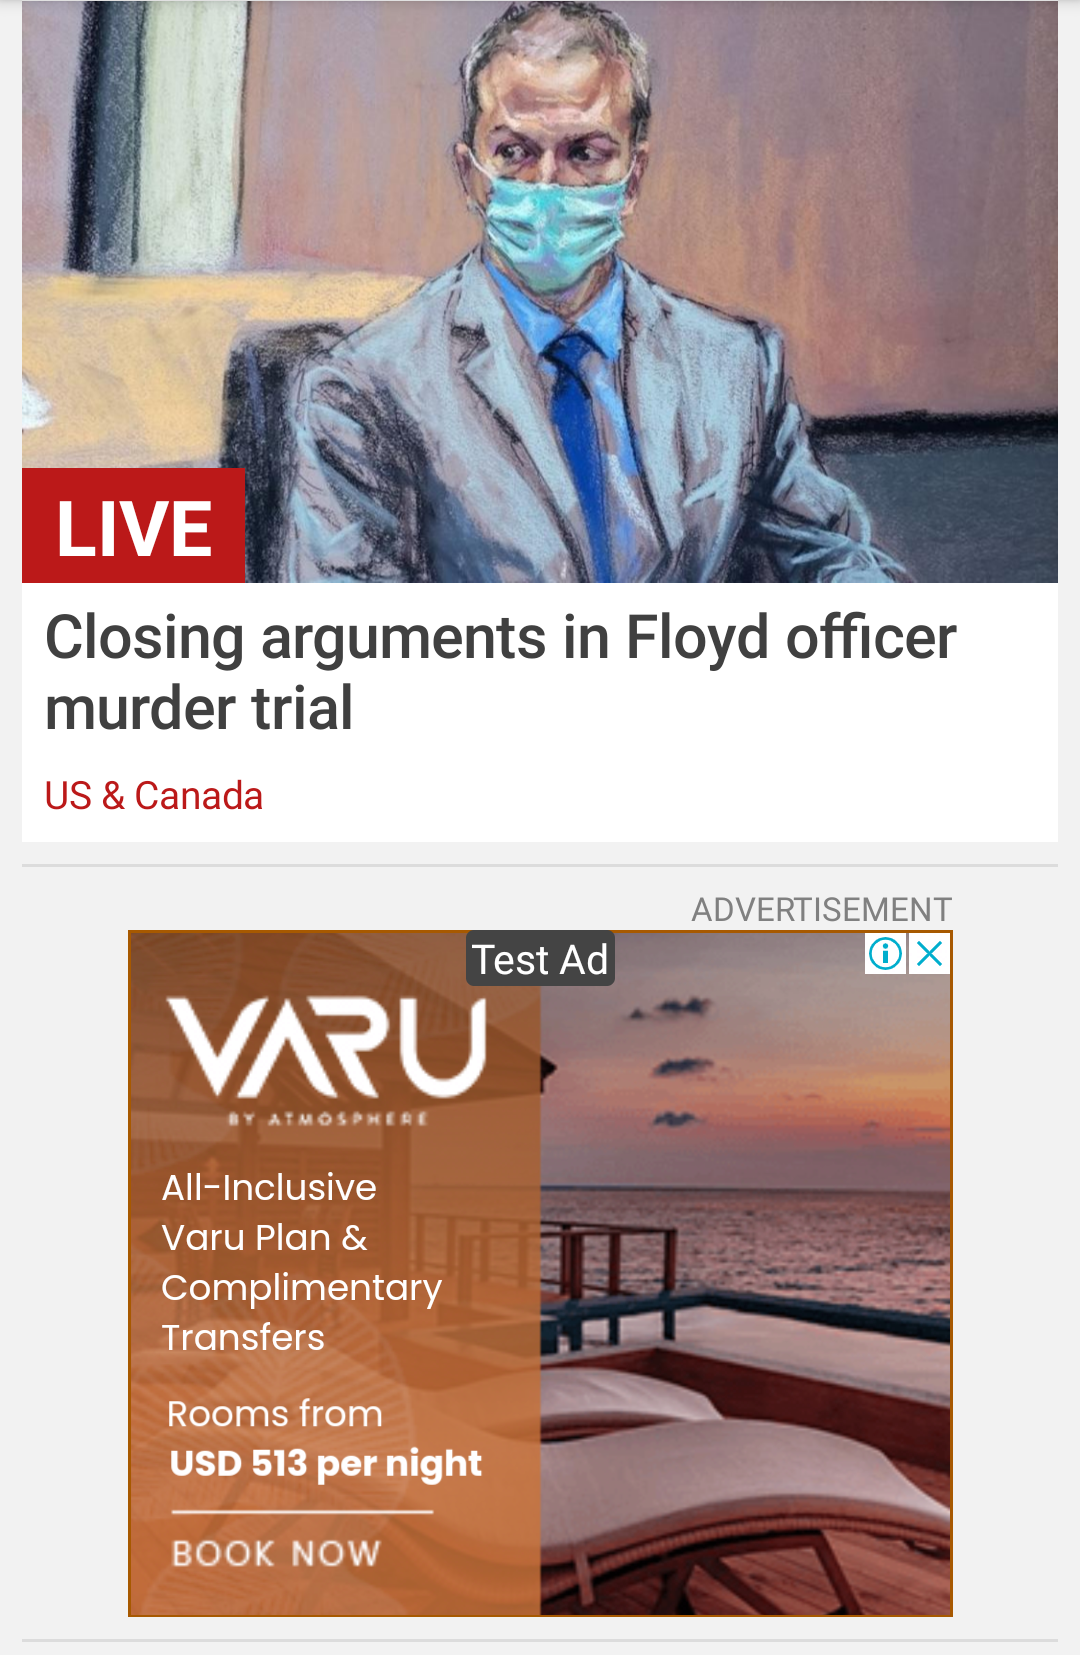 LIVE
Closing arguments in Floyd officer
murder trial
US & Canada
ADVERTISEMENT
Test Ad
VARU
BY ATMOSPHERE
All-Inclusive
Varu Plan &
Complimentary
Transfers
Rooms from
USD 513 per night
BOOK NOW